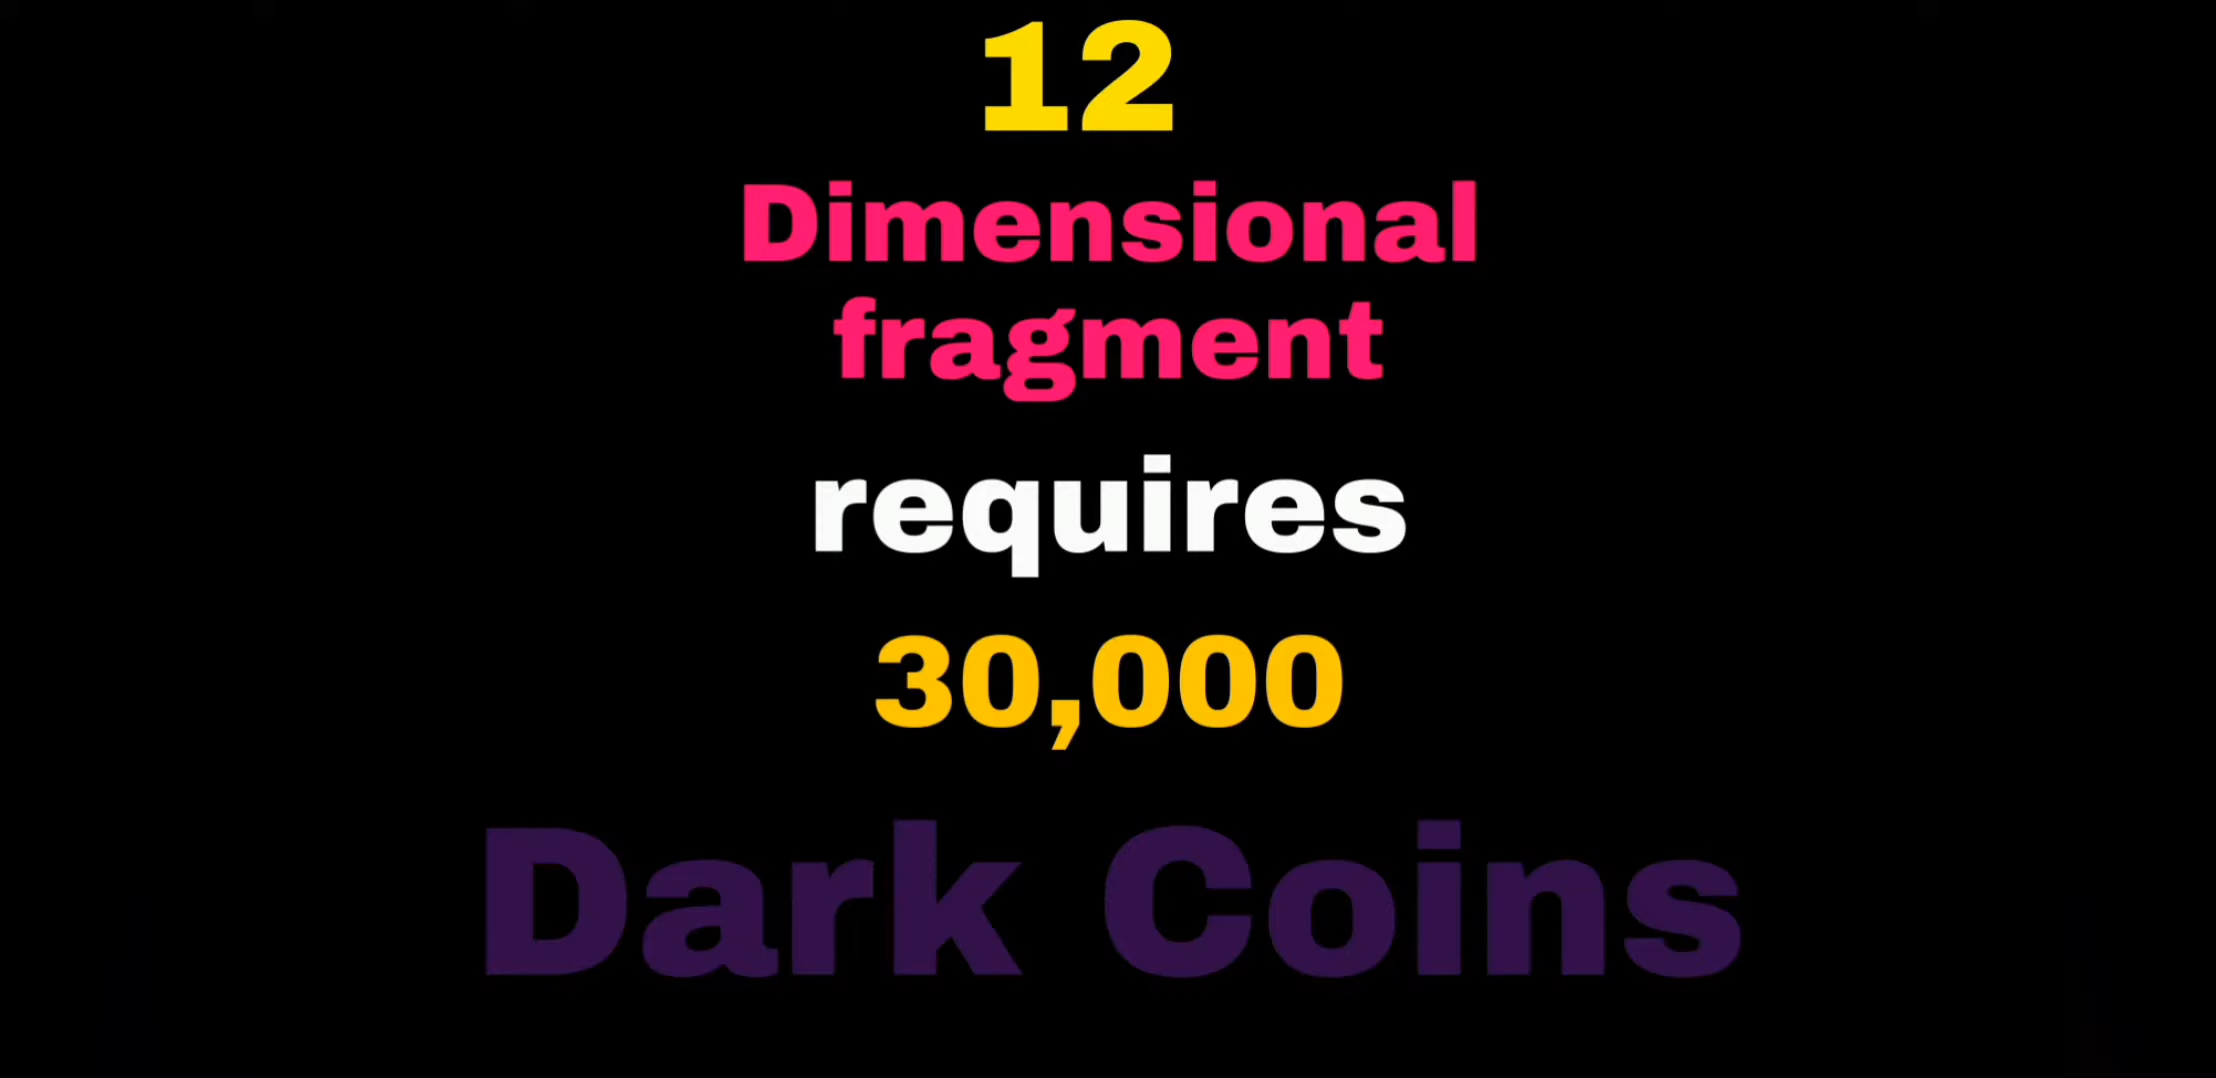 12
Dimensional
fragment
requires
30,000
Dark Coins